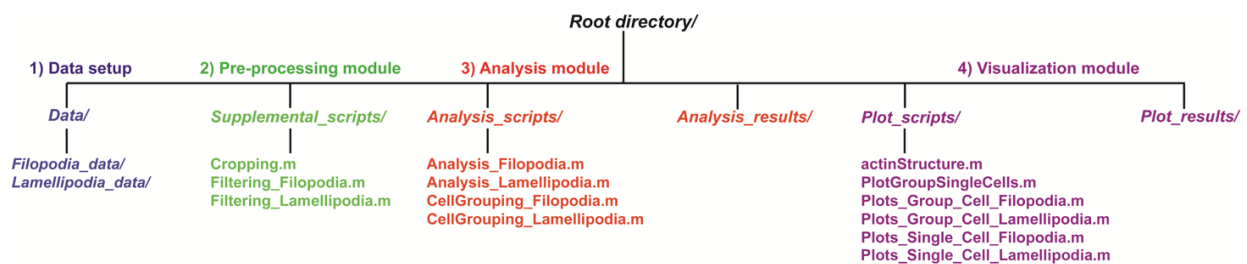 Root directory/
1) Data setup
2) Pre-processing module
3) Analysis module
4) Visualization module
Data/
Supplemental_scripts/
Analysis_scripts/
Analysis_results/
Plot_scripts/
Plot_results/
Filopodia_data/
Lamellipodia_data/
Cropping.m
Filtering_Filopodia.m
Filtering_Lamellipodia.m
Analysis_Filopodia.m
Analysis_Lamellipodia.m
CellGrouping_Filopodia.m
CellGrouping_Lamellipodia.m
actinStructure.m
PlotGroupSingleCells.m
Plots_Group_Cell_Filopodia.m
Plots_Group_Cell_Lamellipodia.m
Plots_Single_Cell_Filopodia.m
Plots_Single_Cell_Lamellipodia.m